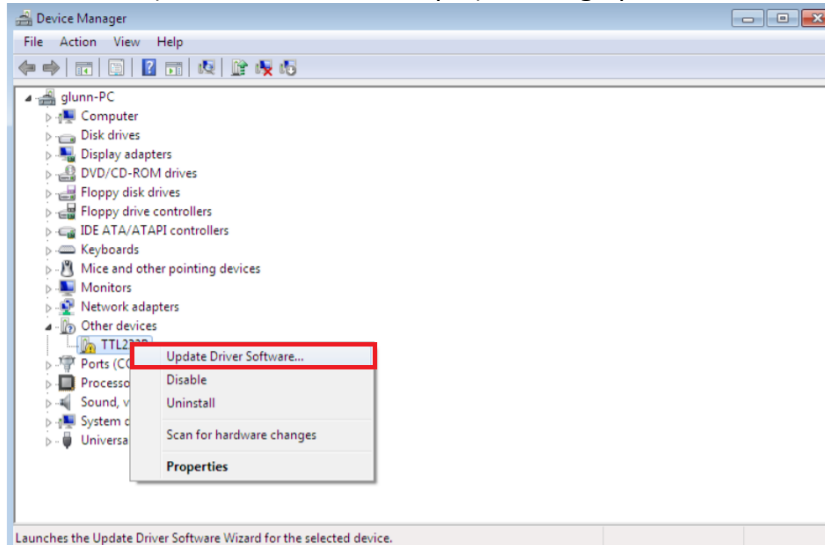 Device Manager
File Action View Help
glunn-PC
Computer
Disk drives
Display adapters
DVD/CD-ROM drives
Floppy disk drives
Floppy drive controllers
IDE ATA/ATAPI controllers
Keyboards
Mice and other pointing devices
Monitors
Network adapters
Other devices
Update Driver Software...
Ports
Disable
Uninstall
Sound,
System
Scan for hardware changes
Properties
Launches the Update Driver Software Wizard for the selected device.